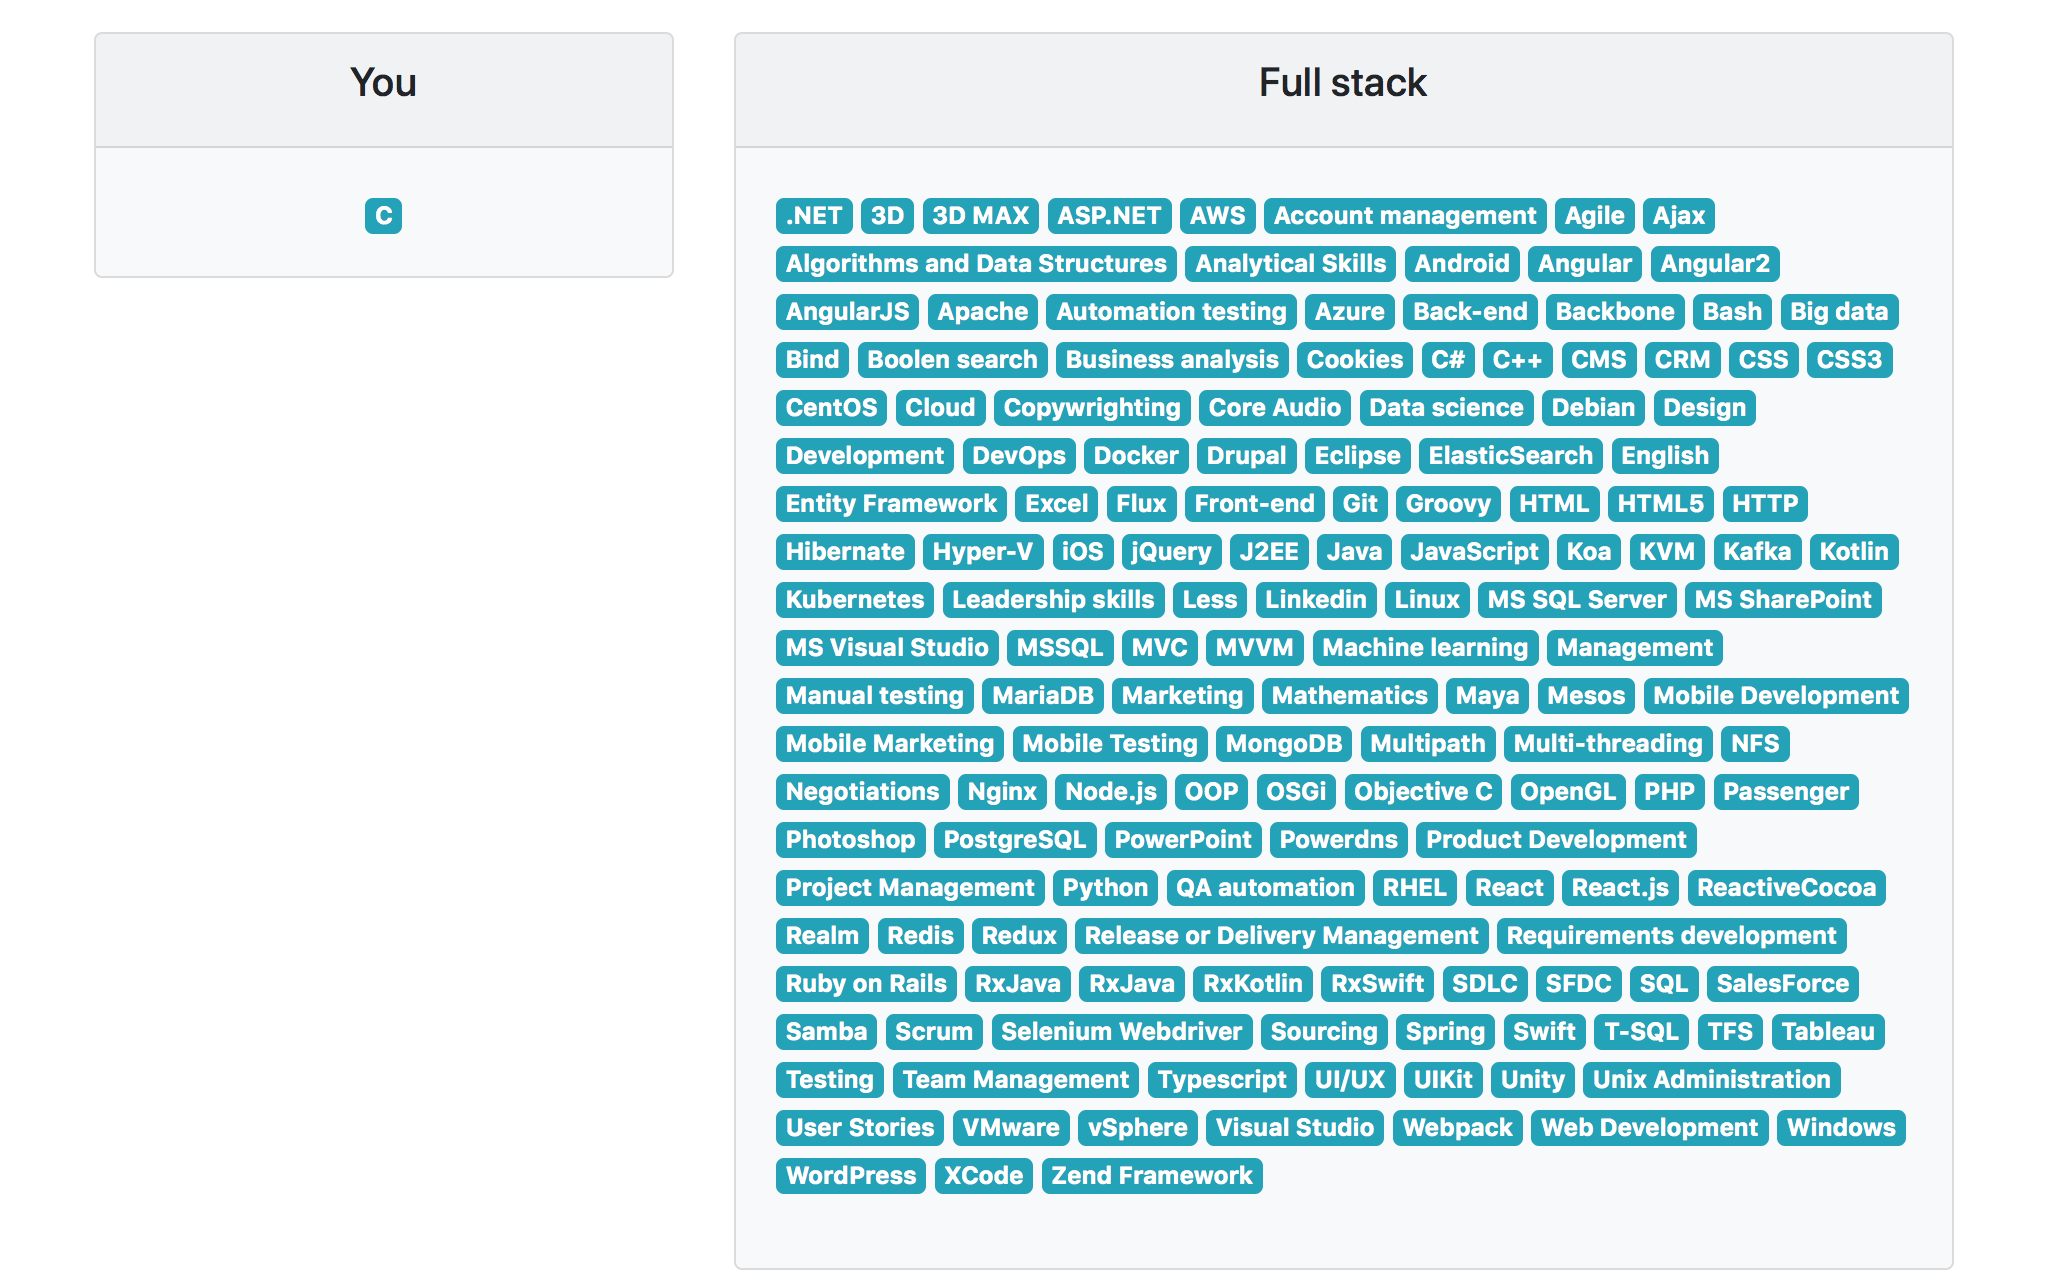 You
C
Full stack
.NET 3D 3D MAX ASP.NET AWS Account management Agile Ajax
Algorithms and Data Structures Analytical Skills Android Angular Angular2
AngularJS Apache Automation testing Azure Back-end Backbone Bash Big data
Bind Boolen search Business analysis Cookies C# C++ CMS CRM CSS CSS3
CentOS Cloud Copywrighting Core Audio Data science Debian Design
Development DevOps Docker Drupal Eclipse ElasticSearch English
Entity Framework Excel Flux Front-end Git Groovy HTML HTML5 HTTP
Hibernate Hyper-V iOS jQuery J2EE Java JavaScript Koa KVM Kafka Kotlin
Kubernetes Leadership skills Less Linkedin Linux MS SQL Server MS SharePoint
MS Visual Studio MSSQL MVC MVVM Machine learning Management
Manual testing MariaDB Marketing Mathematics Maya Mesos Mobile Development
Mobile Marketing Mobile Testing MongoDB Multipath Multi-threading NFS
Negotiations Nginx Node.js OOP OSGi Objective C OpenGL PHP Passenger
Photoshop PostgreSQL PowerPoint Powerdns Product Development
Project Management Python QA automation RHEL React React.js ReactiveCocoa
Realm Redis Redux Release or Delivery Management Requirements development
Ruby on Rails RxJava RxJava RxKotlin RxSwift SDLC SFDC SQL SalesForce
Samba Scrum Selenium Webdriver Sourcing Spring Swift T-SQL TFS Tableau
Testing Team Management Typescript UI/UX UIKit Unity Unix Administration
User Stories VMware vSphere Visual Studio Webpack Web Development Windows
WordPress XCode Zend Framework